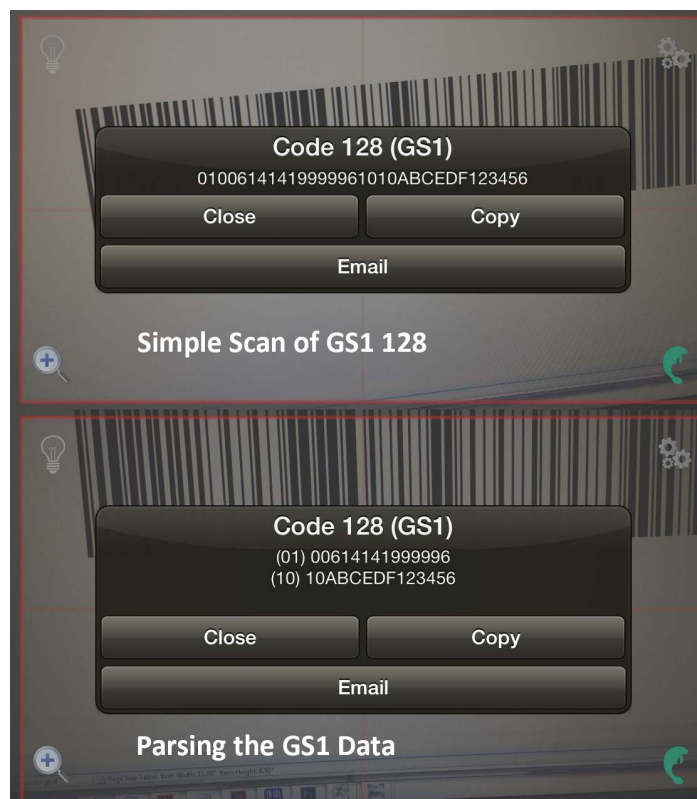 Code 128 (GS1)
01006141419999961010ABCEDF123456
Close
Copy
Email
Simple Scan of GS1 128
Code 128 (GS1)
(01) 00614141999996
(10) 10ABCEDF123456
Close
Copy
Email
Parsing the GS1 Data